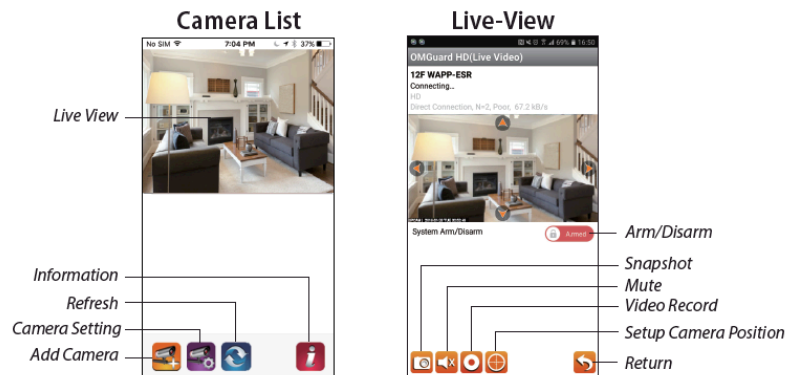 Camera List
No SIM 7:04 PM 37%
Live View
Information
Refresh
Camera Setting
Add Camera
Live-View
69% 16:50
OMGuard HD(Live Video)
12F WAPP-ESR
Connecting..
HD
Direct Connection, N=2, Poor, 67.2 kB/s
System Arm/Disarm
Armed
Arm/Disarm
Snapshot
Mute
Video Record
Setup Camera Position
Return